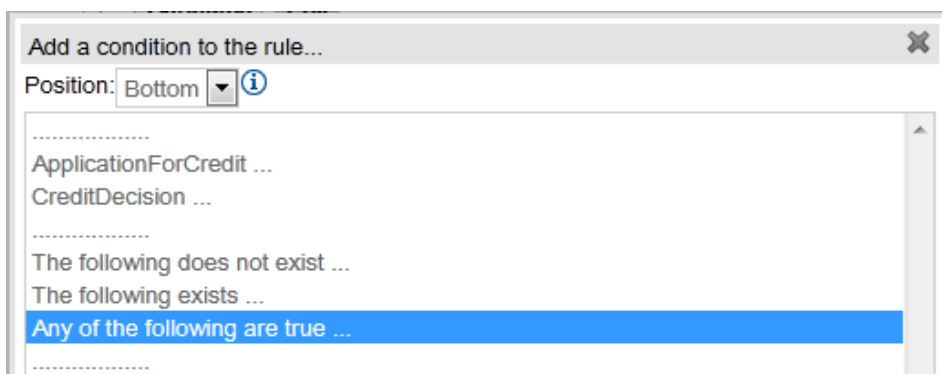 Add a condition to the rule...
Position: Bottom
..................
ApplicationForCredit ...
CreditDecision ...
..................
The following does not exist ...
The following exists ...
Any of the following are true ...
..................